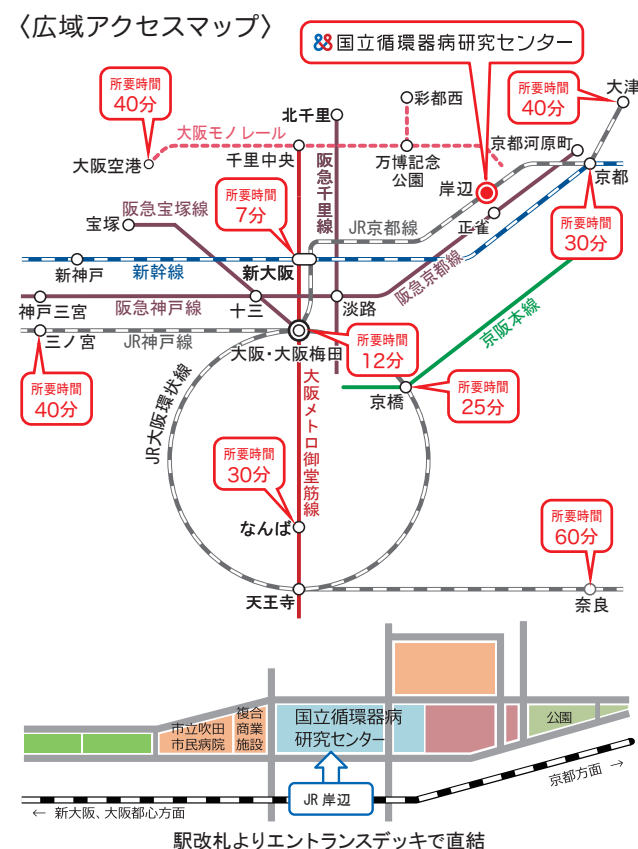 〈広域アクセスマップ〉
国立循環器病研究センター
所要時間
40分
所要時間
40分
大津
北千里
彩都西
大阪モノレール
京都河原町
大阪空港
千里中央
阪急千里線
万博記念
公園
京都
岸辺
所要時間
7分
阪急宝塚線
宝塚
正雀
所要時間
30分
JR京都線
新神戸
新幹線
新大阪
阪急京都線
神戸三宮
阪急神戸線
十三
淡路
京阪本線
三ノ宮
JR神戸線
大阪・大阪梅田
所要時間
12分
所要時間
40分
所要時間
25分
京橋
JR大阪環状線
大阪メトロ御堂筋線
所要時間
30分
なんば
所要時間
60分
天王寺
奈良
市立吹田
市民病院
複合
商業
施設
国立循環器病
研究センター
公園
JR 岸辺
京都方面 →
← 新大阪、大阪都心方面
駅改札よりエントランスデッキで直結